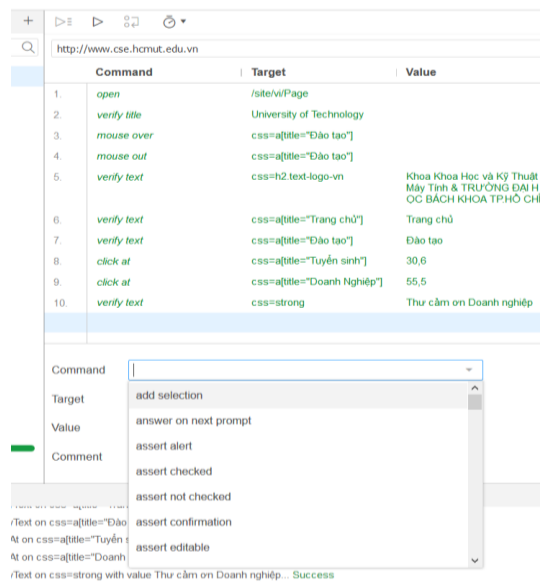 http://www.cse.hcmut.edu.vn
Command Target Value
1. open /site/vi/Page
2. verify title University of Technology
3. mouse over css=a[title="Đào tạo"]
4. mouse out css=a[title="Đào tạo"]
5. verify text css=h2.text-logo-vn Khoa Khoa Học và Kỹ Thuật
Máy Tính & TRƯỜNG ĐẠI H
ỌC BÁCH KHOA TP.HỒ CHÍ
6. verify text css=a[title="Trang chủ"] Trang chủ
7. verify text css=a[title="Đào tạo"] Đào tạo
8. click at css=a[title="Tuyển sinh"] 30,6
9. click at css=a[title="Doanh Nghiệp"] 55,5
10. verify text css=strong Thư cảm ơn Doanh nghiệp
Command
add selection
Target
answer on next prompt
Value
assert alert
Comment
assert checked
assert not checked
assert confirmation
assert editable
/Text on css=a[title="Đào
At on css=a[title="Tuyển s
At on css=a[title="Doanh
/Text on css=strong with value Thư cảm ơn Doanh nghiệp... Success